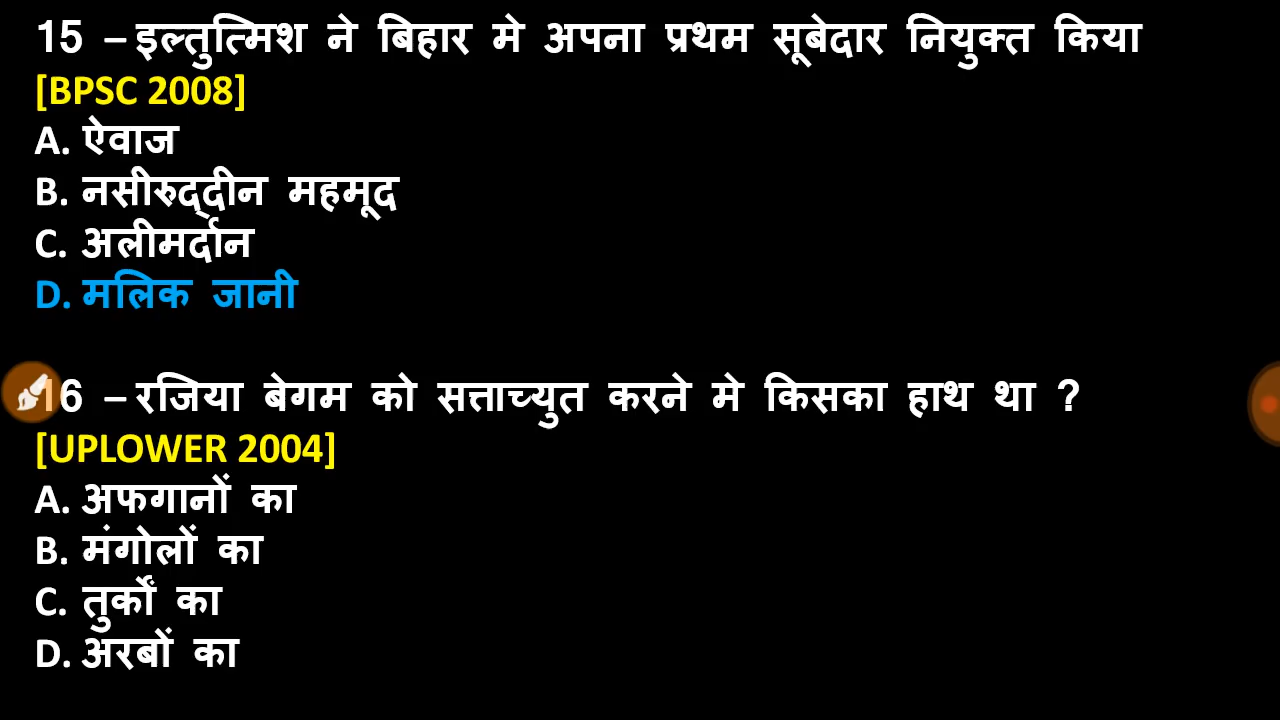 15 – इल्तुत्मिश ने बिहार मे अपना प्रथम सूबेदार नियुक्त किया
[BPSC 2008]
A. ऐवाज
B. नसीरुद्दीन महमूद
C. अलीमर्दान
D. मलिक जानी
16 – रजिया बेगम को सत्ताच्युत करने मे किसका हाथ था ?
[UPLOWER 2004]
A. अफगानों का
B. मंगोलों का
C. तुर्कों का
D. अरबों का